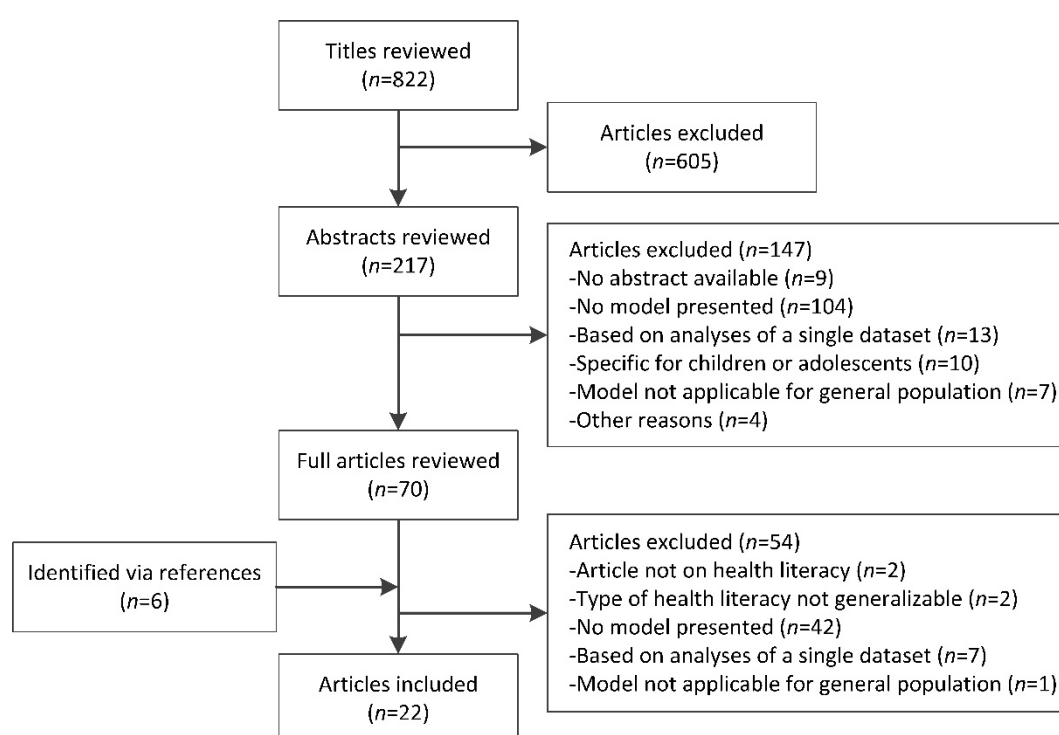 Titles reviewed
(n=822)
Articles excluded
(n=605)
Abstracts reviewed
(n=217)
Articles excluded (n=147)
-No abstract available (n=9)
-No model presented (n=104)
-Based on analyses of a single dataset (n=13)
-Specific for children or adolescents (n=10)
-Model not applicable for general population (n=7)
-Other reasons (n=4)
Full articles reviewed
(n=70)
Identified via references
(n=6)
Articles excluded (n=54)
-Article not on health literacy (n=2)
-Type of health literacy not generalizable (n=2)
-No model presented (n=42)
-Based on analyses of a single dataset (n=7)
-Model not applicable for general population (n=1)
Articles included
(n=22)